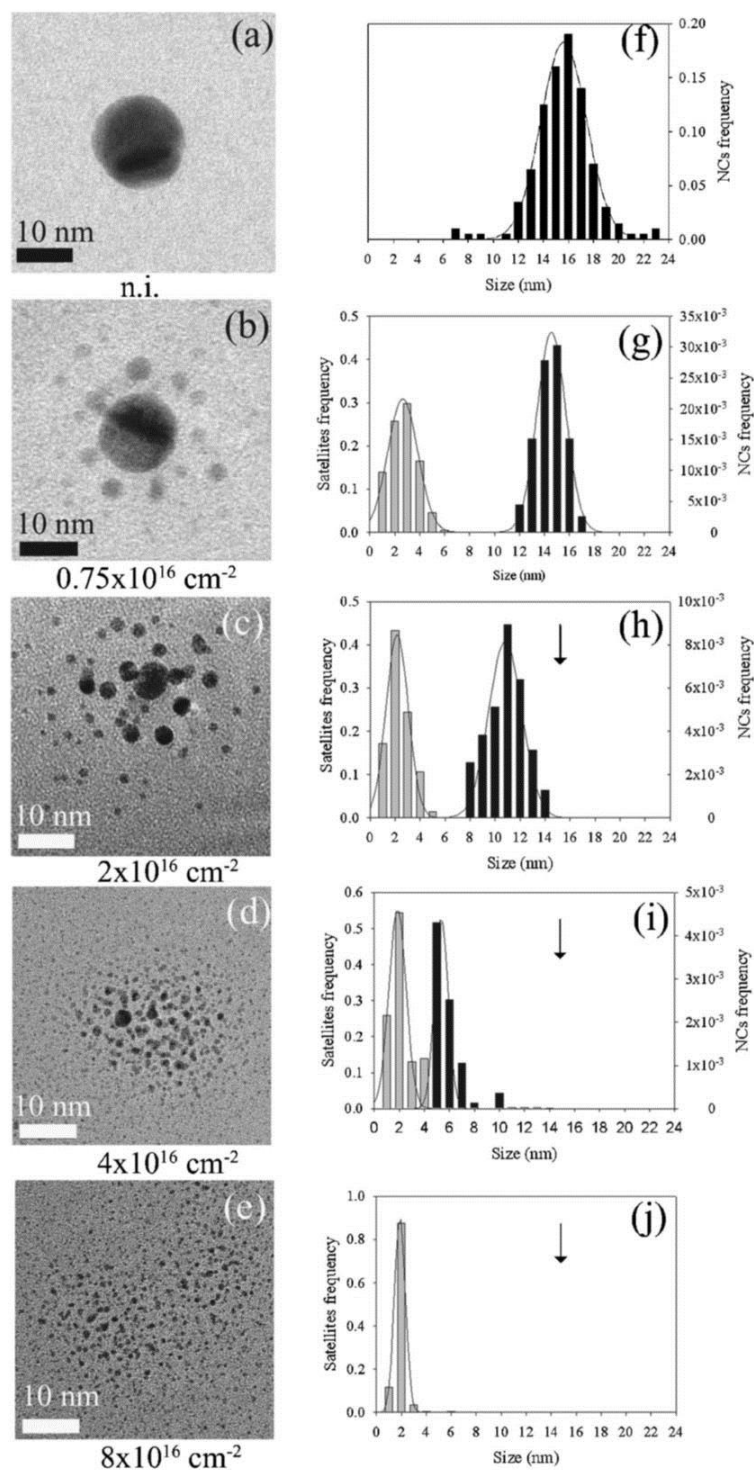 (a)
10 nm
n.i.
(f)
0.20
0.15
0.10
0.05
0.00
NCs frequency
0 2 4 6 8 10 12 14 16 18 20 22 24
Size (nm)
(b)
10 nm
0.75x10¹⁶ cm⁻²
(g)
Satellites frequency
0.5
0.4
0.3
0.2
0.1
0.0
35x10⁻³
30x10⁻³
25x10⁻³
20x10⁻³
15x10⁻³
10x10⁻³
5x10⁻³
0
NCs frequency
0 2 4 6 8 10 12 14 16 18 20 22 24
Size (nm)
(c)
10 nm
2x10¹⁶ cm⁻²
(h)
Satellites frequency
0.5
0.4
0.3
0.2
0.1
0.0
10x10⁻³
8x10⁻³
6x10⁻³
4x10⁻³
2x10⁻³
0
NCs frequency
0 2 4 6 8 10 12 14 16 18 20 22 24
Size (nm)
(d)
10 nm
4x10¹⁶ cm⁻²
(i)
Satellites frequency
0.6
0.5
0.4
0.3
0.2
0.1
0.0
5x10⁻³
4x10⁻³
3x10⁻³
2x10⁻³
1x10⁻³
0
NCs frequency
0 2 4 6 8 10 12 14 16 18 20 22 24
Size (nm)
(e)
10 nm
8x10¹⁶ cm⁻²
(j)
Satellites frequency
1.0
0.8
0.6
0.4
0.2
0.0
0 2 4 6 8 10 12 14 16 18 20 22 24
Size (nm)